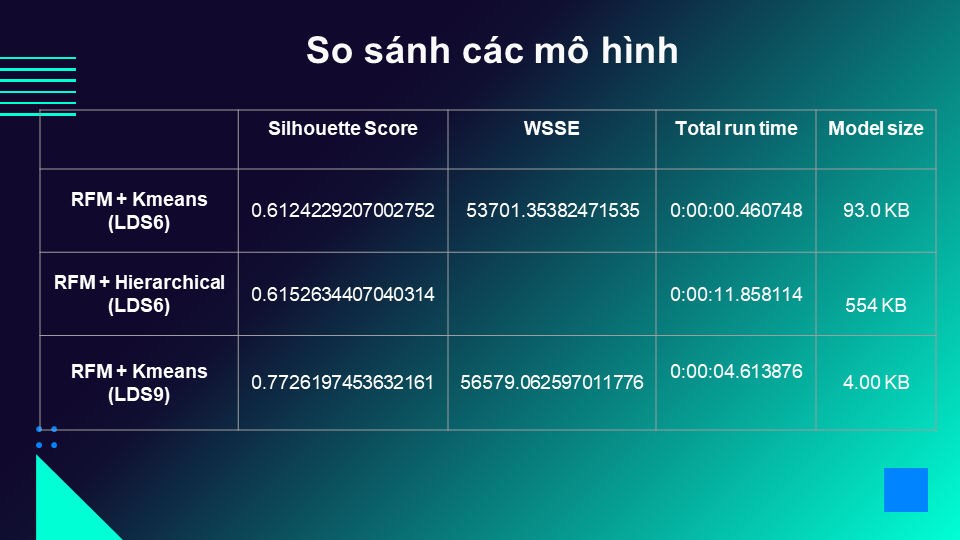 So sánh các mô hình
Silhouette Score WSSE Total run time Model size
RFM + Kmeans
(LDS6)
0.6124229207002752 53701.35382471535 0:00:00.460748 93.0 KB
RFM + Hierarchical
(LDS6)
0.6152634407040314 0:00:11.858114 554 KB
RFM + Kmeans
(LDS9)
0.7726197453632161 56579.062597011776 0:00:04.613876 4.00 KB